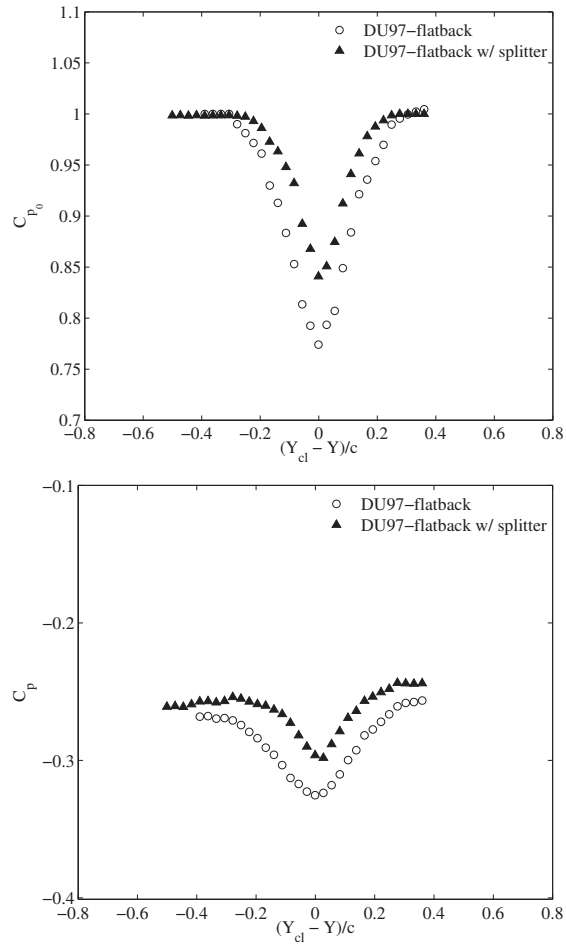 1.1
DU97−flatback
DU97−flatback w/ splitter
1.05
1
0.95
C_p_0
0.9
0.85
0.8
0.75
0.7
−0.8 −0.6 −0.4 −0.2 0 0.2 0.4 0.6 0.8
(Y_cl − Y)/c
−0.1
DU97−flatback
DU97−flatback w/ splitter
−0.2
C_p
−0.3
−0.4
−0.8 −0.6 −0.4 −0.2 0 0.2 0.4 0.6 0.8
(Y_cl − Y)/c